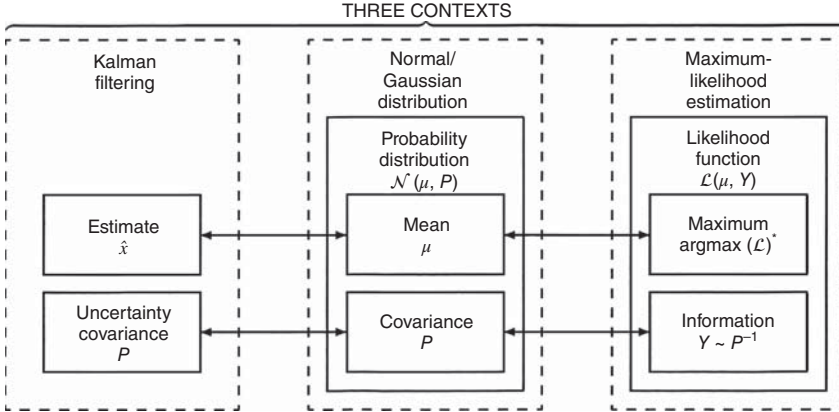 THREE CONTEXTS
Kalman
filtering
Estimate
x̂
Uncertainty
covariance
P
Normal/
Gaussian
distribution
Probability
distribution
𝒩 (μ, P)
Mean
μ
Covariance
P
Maximum-
likelihood
estimation
Likelihood
function
ℒ(μ, Y)
Maximum
argmax (ℒ)*
Information
Y ~ P⁻¹